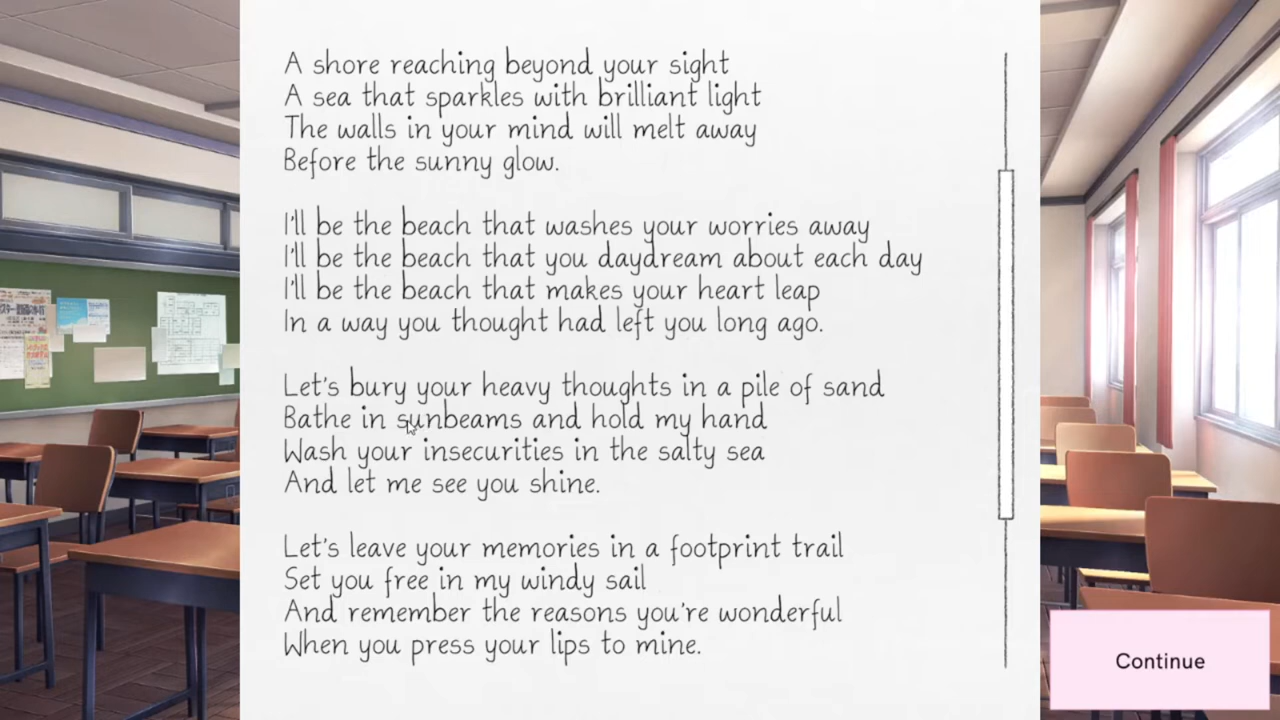 A shore reaching beyond your sight
A sea that sparkles with brilliant light
The walls in your mind will melt away
Before the sunny glow.
I'll be the beach that washes your worries away
I'll be the beach that you daydream about each day
I'll be the beach that makes your heart leap
In a way you thought had left you long ago.
Let's bury your heavy thoughts in a pile of sand
Bathe in sunbeams and hold my hand
Wash your insecurities in the salty sea
And let me see you shine.
Let's leave your memories in a footprint trail
Set you free in my windy sail
And remember the reasons you're wonderful
When you press your lips to mine.
Continue